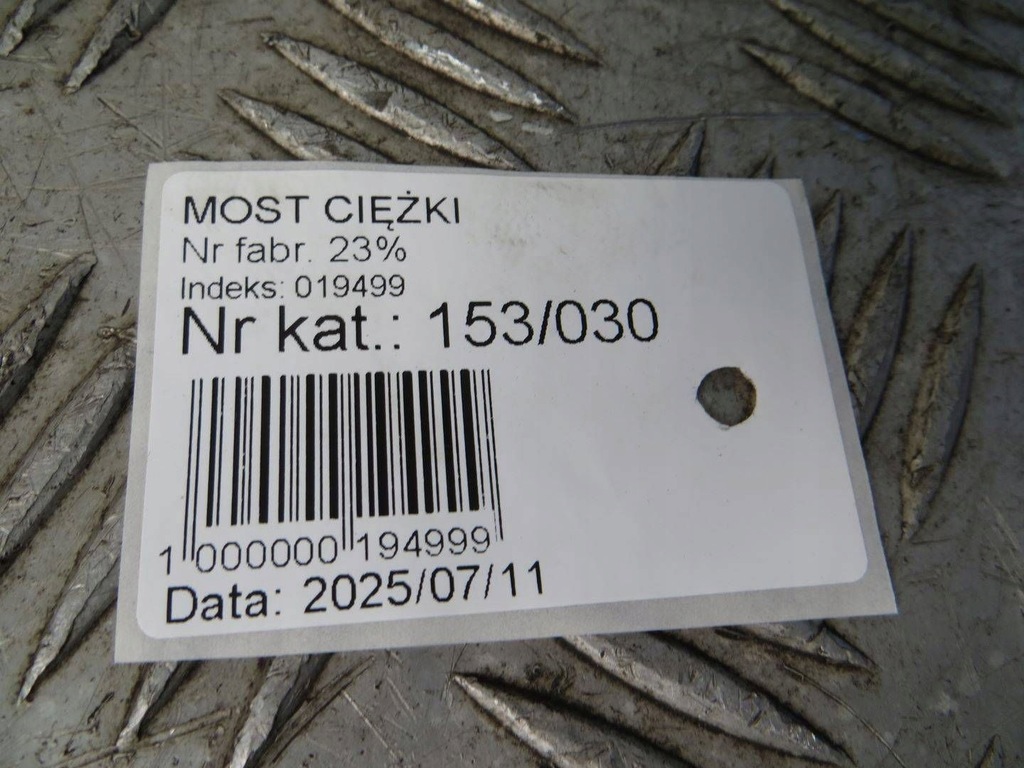 MOST CIĘŻKI
Nr fabr. 23%
Indeks: 019499
Nr kat.: 153/030
1 000000 194999
Data: 2025/07/11